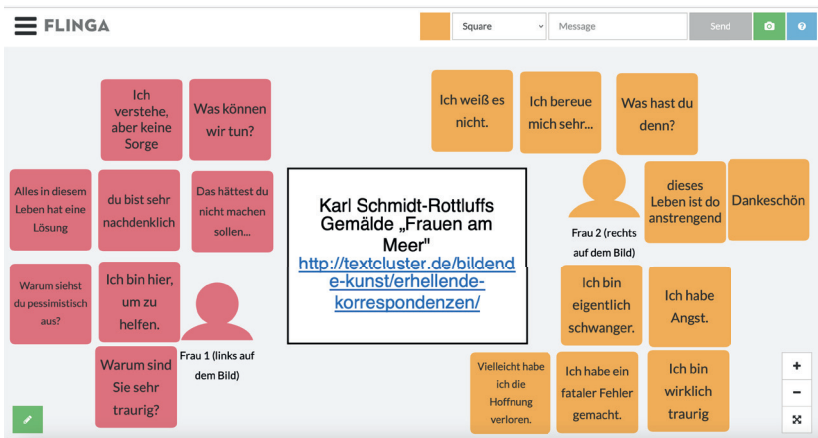 FLINGA
Square
Message
Send
Ich
verstehe,
aber keine
Sorge
Was können
wir tun?
Alles in diesem
Leben hat eine
Lösung
du bist sehr
nachdenklich
Das hättest du
nicht machen
sollen...
Warum siehst
du pessimistisch
aus?
Ich bin hier,
um zu
helfen.
Warum sind
Sie sehr
traurig?
Frau 1 (links auf
dem Bild)
Karl Schmidt-Rottluffs
Gemälde „Frauen am
Meer"
http://textcluster.de/bildend
e-kunst/erhellende-
korrespondenzen/
Ich weiß es
nicht.
Ich bereue
mich sehr...
Was hast du
denn?
Frau 2 (rechts
auf dem Bild)
dieses
Leben ist do
anstrengend
Dankeschön
Ich bin
eigentlich
schwanger.
Ich habe
Angst.
Vielleicht habe
ich die
Hoffnung
verloren.
Ich habe ein
fataler Fehler
gemacht.
Ich bin
wirklich
traurig